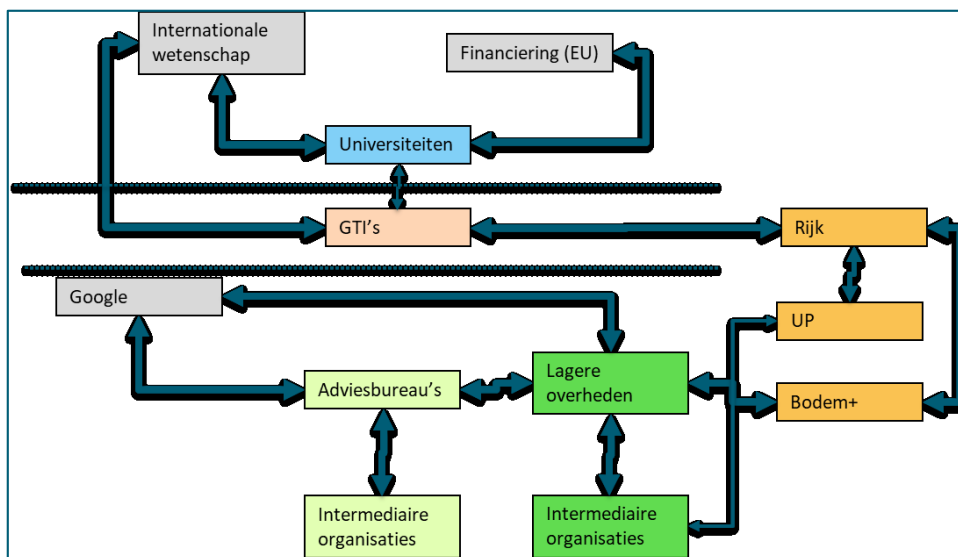 Internationale
wetenschap
Financiering (EU)
Universiteiten
GTI's
Rijk
Google
UP
Lagere
overheden
Adviesbureau's
Bodem+
Intermediaire
organisaties
Intermediaire
organisaties